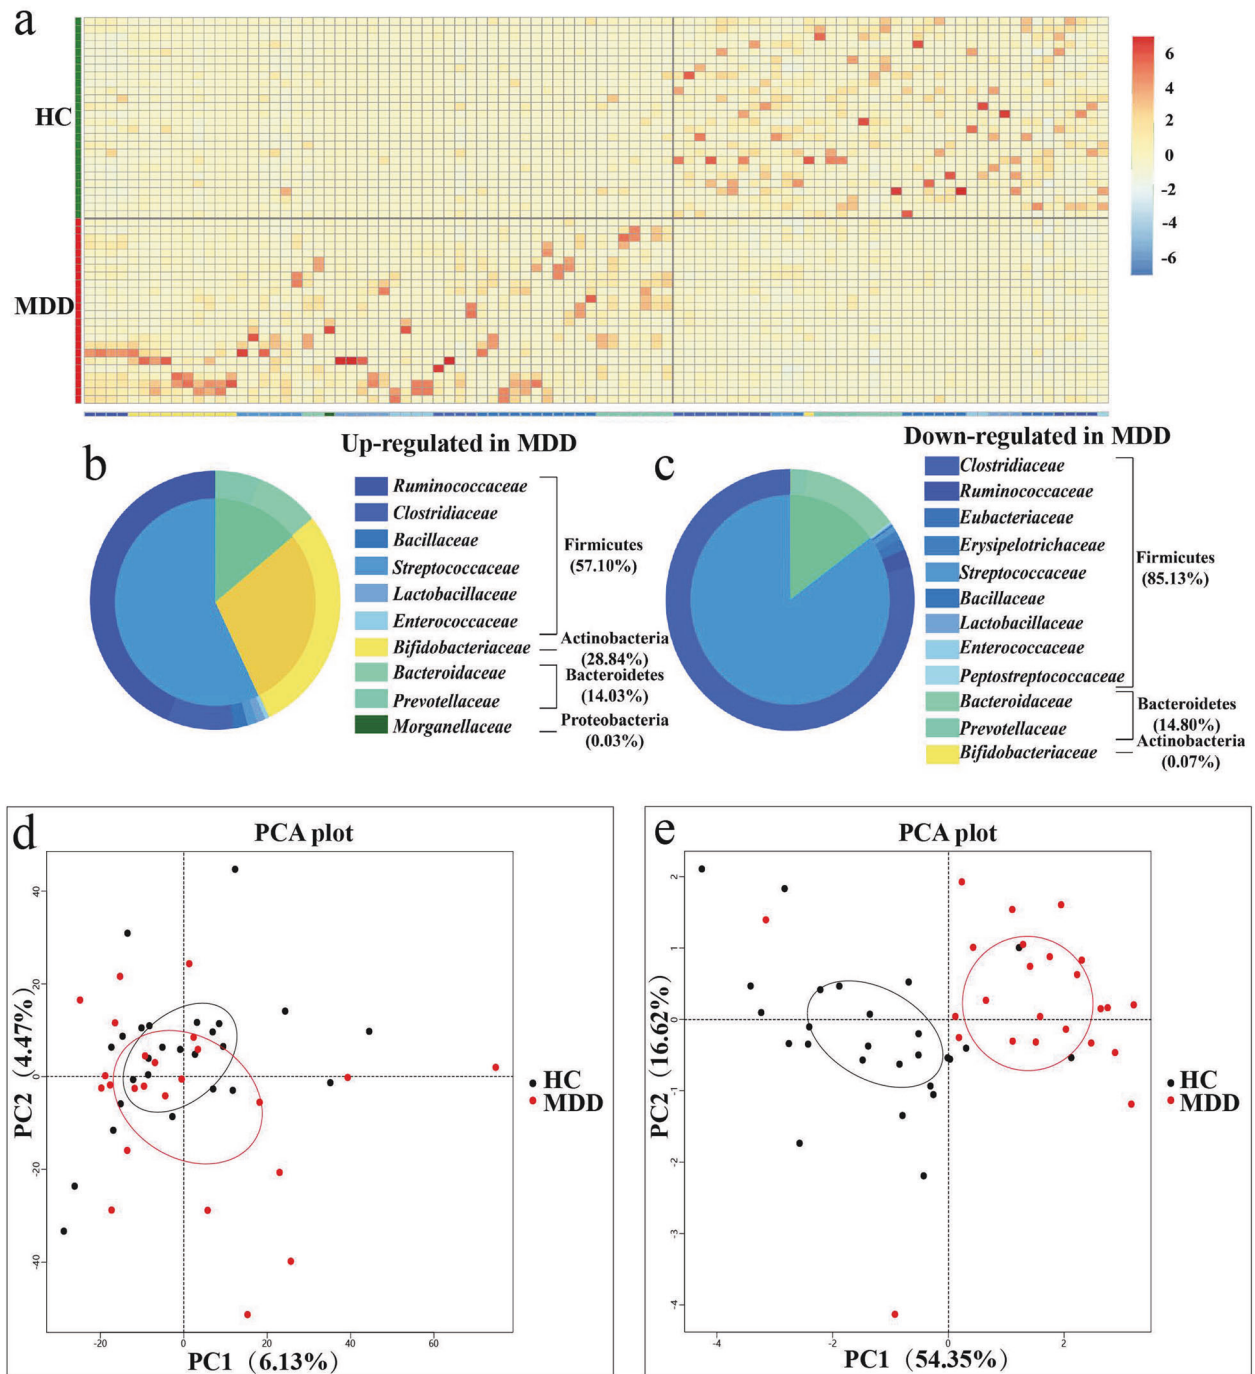 a
HC
MDD
6
4
2
0
-2
-4
-6
b
Up-regulated in MDD
Ruminococcaceae
Clostridiaceae
Bacillaceae
Streptococcaceae
Lactobacillaceae
Enterococcaceae
Bifidobacteriaceae
Bacteroidaceae
Prevotellaceae
Morganellaceae
Firmicutes
(57.10%)
Actinobacteria
(28.84%)
Bacteroidetes
(14.03%)
Proteobacteria
(0.03%)
c
Down-regulated in MDD
Clostridiaceae
Ruminococcaceae
Eubacteriaceae
Erysipelotrichaceae
Streptococcaceae
Bacillaceae
Lactobacillaceae
Enterococcaceae
Peptostreptococcaceae
Bacteroidaceae
Prevotellaceae
Bifidobacteriaceae
Firmicutes
(85.13%)
Bacteroidetes
(14.80%)
Actinobacteria
(0.07%)
d
PCA plot
PC2 (4.47%)
40
20
0
-20
-40
-20
0
20
40
60
PC1 (6.13%)
HC
MDD
e
PCA plot
PC2 (16.62%)
2
1
0
-1
-2
-3
-4
-4
-2
0
2
PC1 (54.35%)
HC
MDD